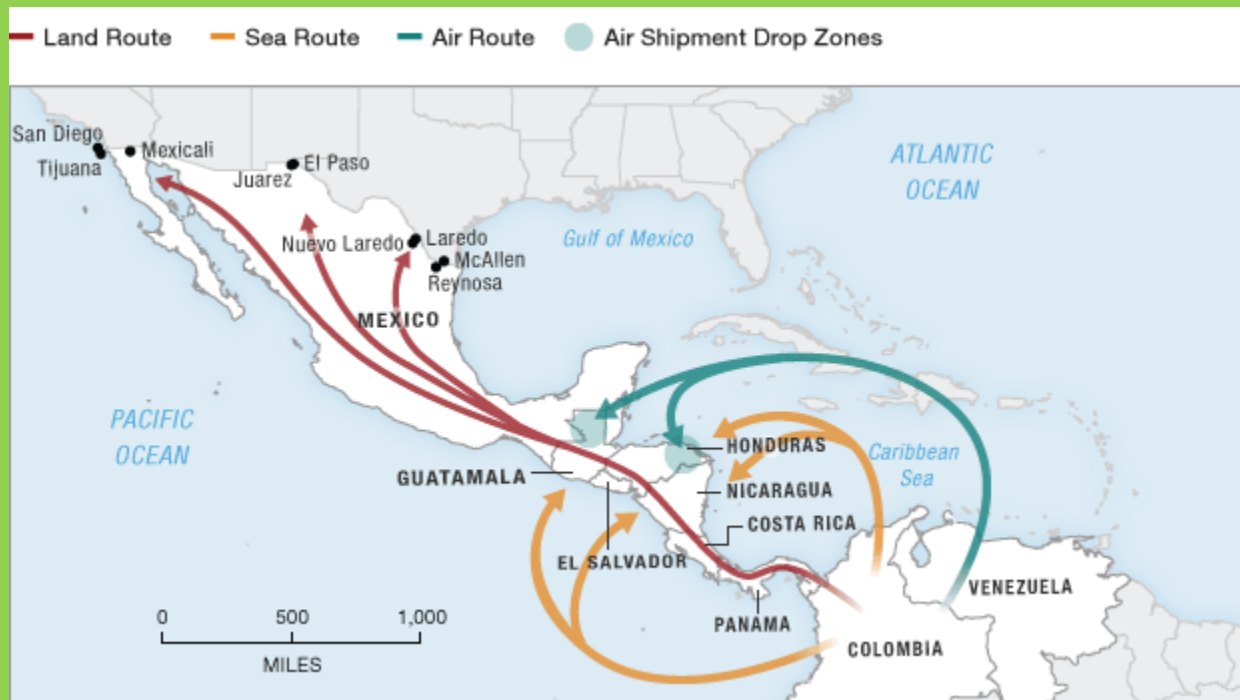 Land Route
Sea Route
Air Route
Air Shipment Drop Zones
San Diego
Tijuana
Mexicali
El Paso
Juarez
Nuevo Laredo
Laredo
McAllen
Reynosa
MEXICO
Gulf of Mexico
ATLANTIC
OCEAN
PACIFIC
OCEAN
Caribbean
Sea
GUATAMALA
HONDURAS
NICARAGUA
COSTA RICA
EL SALVADOR
PANAMA
VENEZUELA
COLOMBIA
0 500 1,000
MILES